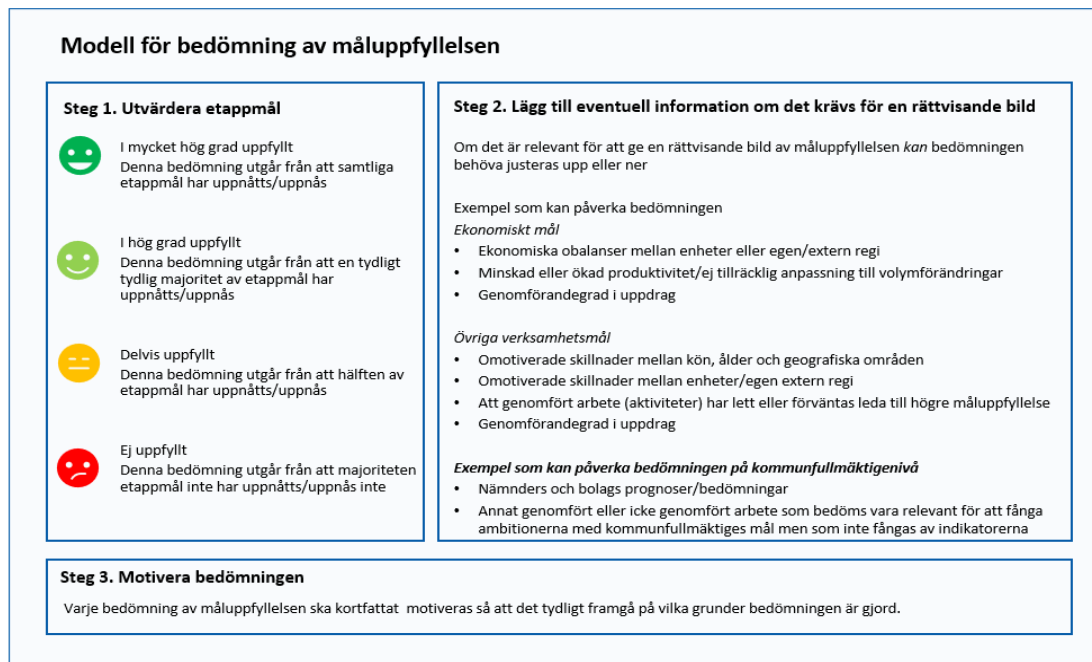 Modell för bedömning av måluppfyllelsen
Steg 1. Utvärdera etappmål
I mycket hög grad uppfyllt
Denna bedömning utgår från att samtliga
etappmål har uppnåtts/uppnås
I hög grad uppfyllt
Denna bedömning utgår från att en tydligt
tydlig majoritet av etappmål har
uppnåtts/uppnås
Delvis uppfyllt
Denna bedömning utgår från att hälften av
etappmål har uppnåtts/uppnås
Ej uppfyllt
Denna bedömning utgår från att majoriteten
etappmål inte har uppnåtts/uppnås inte
Steg 2. Lägg till eventuell information om det krävs för en rättvisande bild
Om det är relevant för att ge en rättvisande bild av måluppfyllelsen kan bedömningen
behöva justeras upp eller ner
Exempel som kan påverka bedömningen
Ekonomiskt mål
• Ekonomiska obalanser mellan enheter eller egen/extern regi
• Minskad eller ökad produktivitet/ej tillräcklig anpassning till volymförändringar
• Genomförandegrad i uppdrag
Övriga verksamhetsmål
• Omotiverade skillnader mellan kön, ålder och geografiska områden
• Omotiverade skillnader mellan enheter/egen extern regi
• Att genomfört arbete (aktiviteter) har lett eller förväntas leda till högre måluppfyllelse
• Genomförandegrad i uppdrag
Exempel som kan påverka bedömningen på kommunfullmäktigenivå
• Nämnders och bolags prognoser/bedömningar
• Annat genomfört eller icke genomfört arbete som bedöms vara relevant för att fånga
ambitionerna med kommunfullmäktiges mål men som inte fångas av indikatorerna
Steg 3. Motivera bedömningen
Varje bedömning av måluppfyllelsen ska kortfattat motiveras så att det tydligt framgå på vilka grunder bedömningen är gjord.